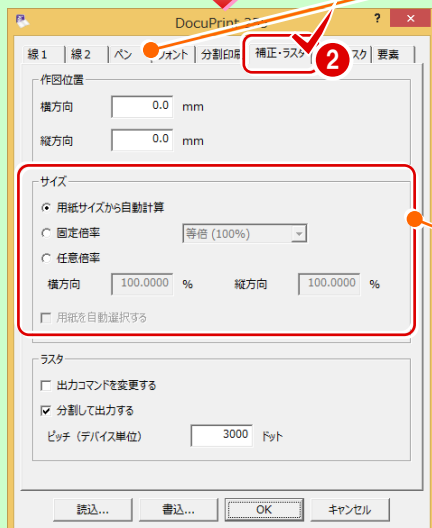 DocuPrint
? ×
線1 線2 ペン フォント 分割印刷 補正・ラスタ スク 要素
2
作図位置
横方向 0.0 mm
縦方向 0.0 mm
サイズ
用紙サイズから自動計算
固定倍率 等倍 (100%)
任意倍率
横方向 100.0000 % 縦方向 100.0000 %
用紙を自動選択する
ラスタ
出力コマンドを変更する
分割して出力する
ピッチ (デバイス単位) 3000 ドット
読込... 書込... OK キャンセル